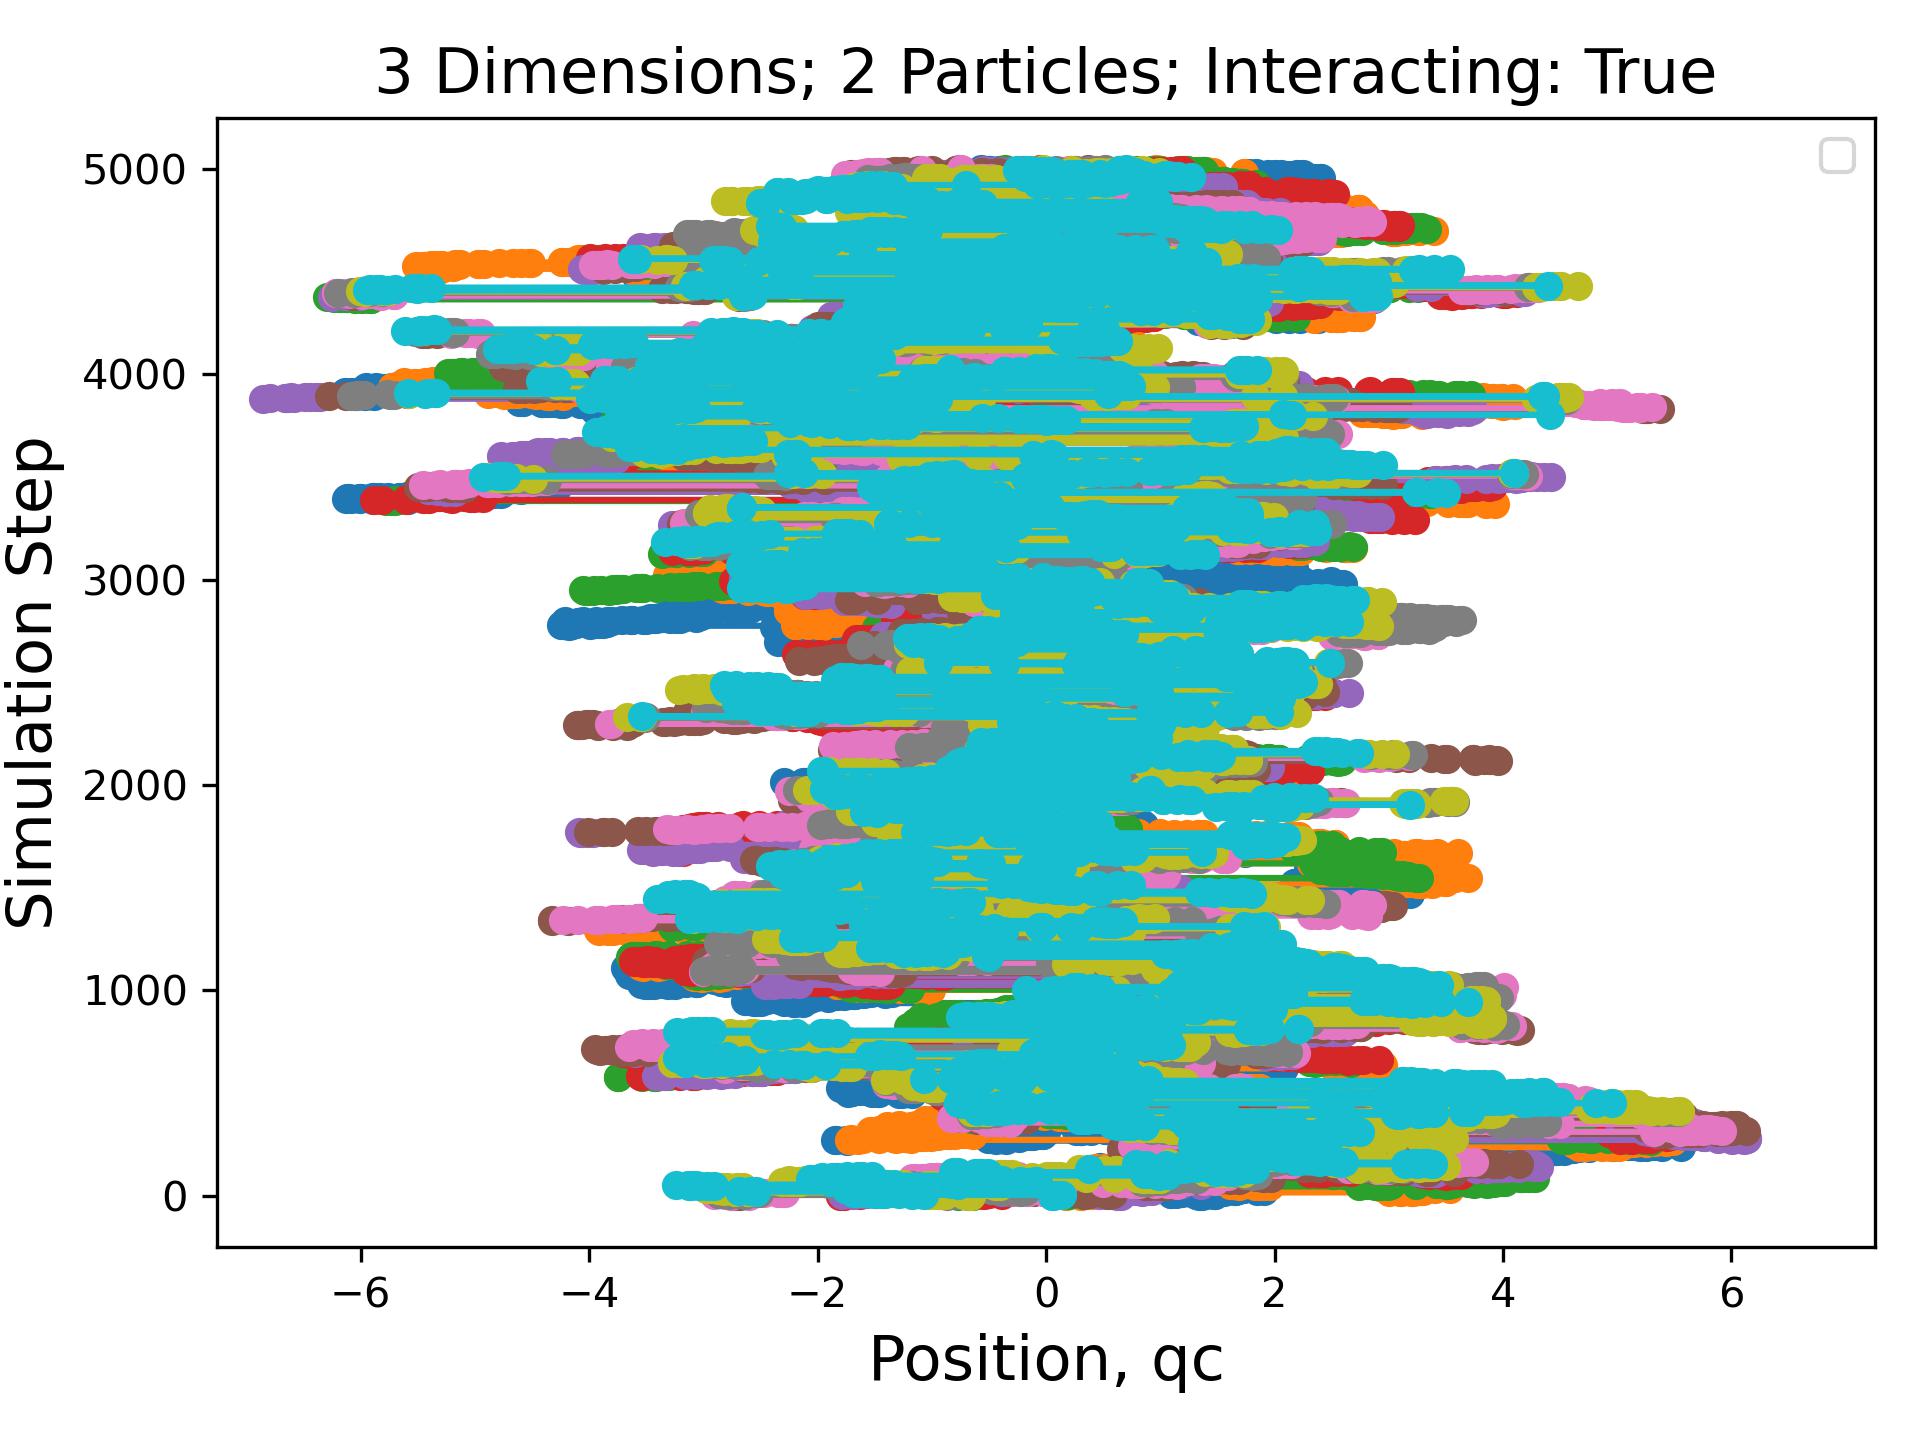 3 Dimensions; 2 Particles; Interacting: True
5000
4000
3000
2000
1000
0
Simulation Step
−6 −4 −2 0 2 4 6
Position, qc